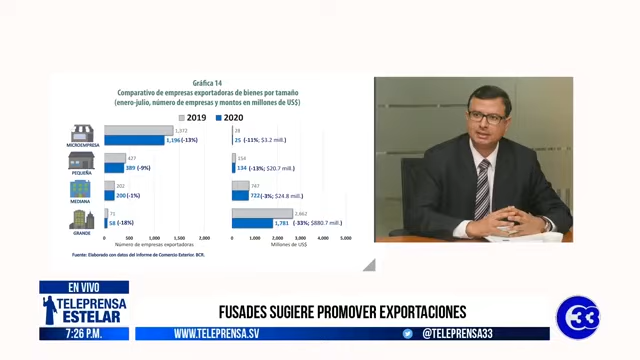 Gráfica 14
Comparativo de empresas exportadoras de bienes por tamaño
(enero-julio, número de empresas y montos en millones de US$)
2019 2020
MICROEMPRESA
1,372
1,196 (-13%)
28
25 (-11%, $3.2 mill.)
PEQUEÑA
427
389 (-9%)
154
134 (-13%; $20.7 mill.)
MEDIANA
202
200 (-1%)
747
722 (-3%; $24.8 mill.)
GRANDE
71
58 (-18%)
2,662
1,781 (-33%; $880.7 mill.)
0 500 1,000 1,500 2,000
0 1,000 2,000 3,000 4,000 5,000
Número de empresas exportadoras
Millones de US$
Fuente: Elaborado con datos del Informe de Comercio Exterior. BCR.
EN VIVO
TELEPRENSA
ESTELAR
7:26 P.M.
FUSADES SUGIERE PROMOVER EXPORTACIONES
WWW.TELEPRENSA.SV
@TELEPRENSA33
33